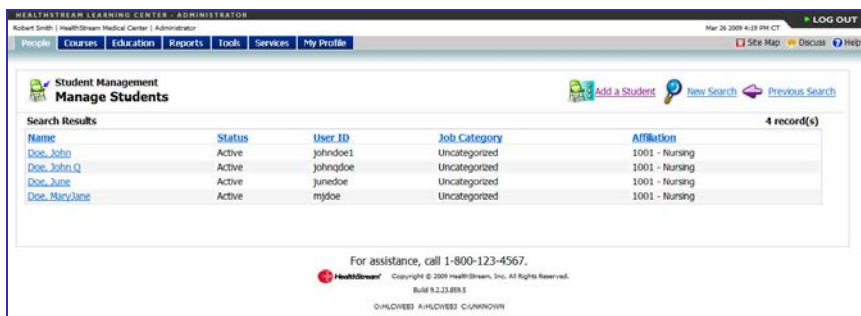 HEALTHSTREAM LEARNING CENTER - ADMINISTRATOR
LOG OUT
Robert Smith | HealthStream Medical Center | Administrator
Mar 26 2009 4:19 PM CT
People Courses Education Reports Tools Services My Profile
Site Map Discuss Help
Student Management
Manage Students
Add a Student New Search Previous Search
Search Results 4 record(s)
Name Status User ID Job Category Affiliation
Doe, John Active johndoe1 Uncategorized 1001 - Nursing
Doe, John Q Active johnqdoe Uncategorized 1001 - Nursing
Doe, June Active junedoe Uncategorized 1001 - Nursing
Doe, MaryJane Active mjdoe Uncategorized 1001 - Nursing
For assistance, call 1-800-123-4567.
HealthStream Copyright © 2009 HealthStream, Inc. All Rights Reserved.
Build 9.2.23.859.5
O:HLCWEB3 A:HLCWEB3 C:UNKNOWN